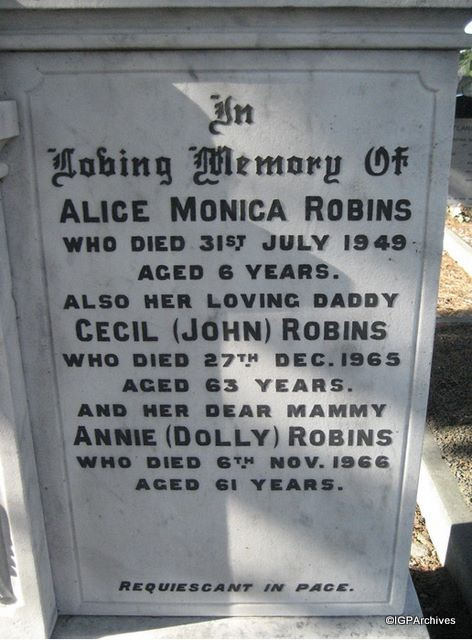 In
Loving Memory Of
ALICE MONICA ROBINS
WHO DIED 31ST JULY 1949
AGED 6 YEARS.
ALSO HER LOVING DADDY
CECIL (JOHN) ROBINS
WHO DIED 27TH DEC. 1965
AGED 63 YEARS.
AND HER DEAR MAMMY
ANNIE (DOLLY) ROBINS
WHO DIED 6TH NOV. 1966
AGED 61 YEARS.
REQUIESCANT IN PACE.
©IGPArchives